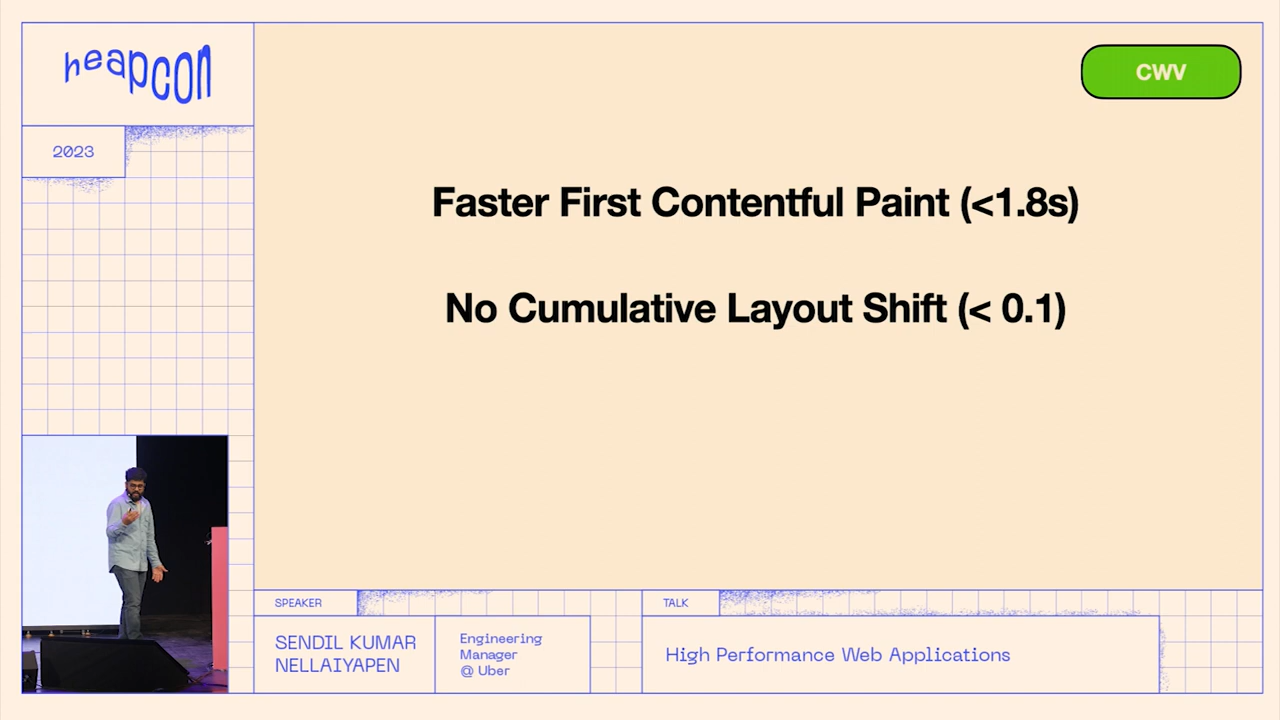 heapcon
2023
CWV
Faster First Contentful Paint (<1.8s)
No Cumulative Layout Shift (< 0.1)
SPEAKER
SENDIL KUMAR
NELLAIYAPEN
Engineering
Manager
@ Uber
TALK
High Performance Web Applications